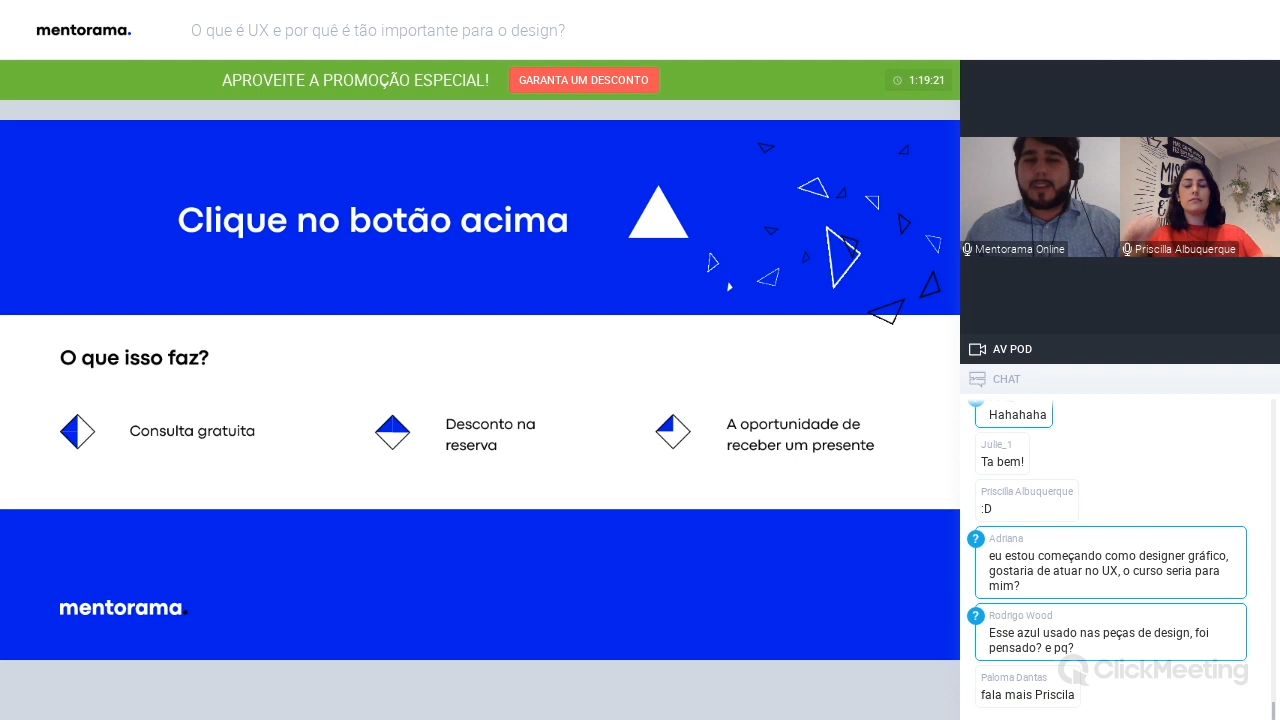 mentorama.
O que é UX e por quê é tão importante para o design?
APROVEITE A PROMOÇÃO ESPECIAL!
GARANTA UM DESCONTO
1:19:21
Clique no botão acima
O que isso faz?
Consulta gratuita
Desconto na
reserva
A oportunidade de
receber um presente
mentorama.
Mentorama Online
Priscilla Albuquerque
AV POD
CHAT
Hahahaha
Julie_1
Ta bem!
Priscilla Albuquerque
:D
?
Adriana
eu estou começando como designer gráfico,
gostaria de atuar no UX, o curso seria para
mim?
?
Rodrigo Wood
Esse azul usado nas peças de design, foi
pensado? e pq?
ClickMeeting
Paloma Dantas
fala mais Priscila